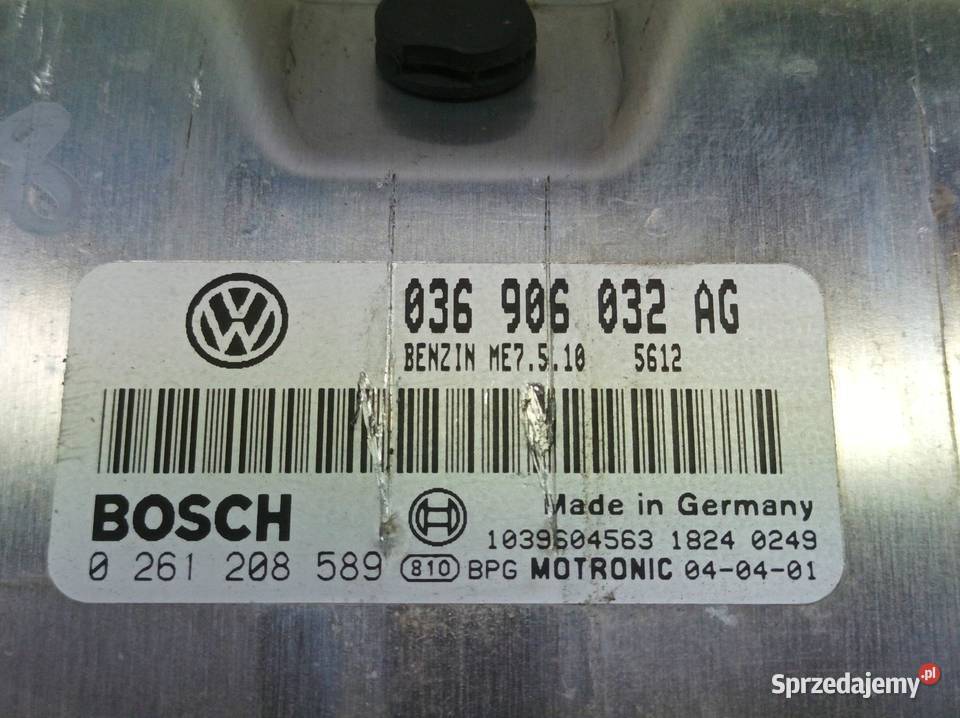 036 906 032 AG
BENZIN ME7.5.10 5612
BOSCH
Made in Germany
1039604563 1824 0249
0 261 208 589 810 BPG MOTRONIC 04-04-01
8
Sprzedajemy.pl